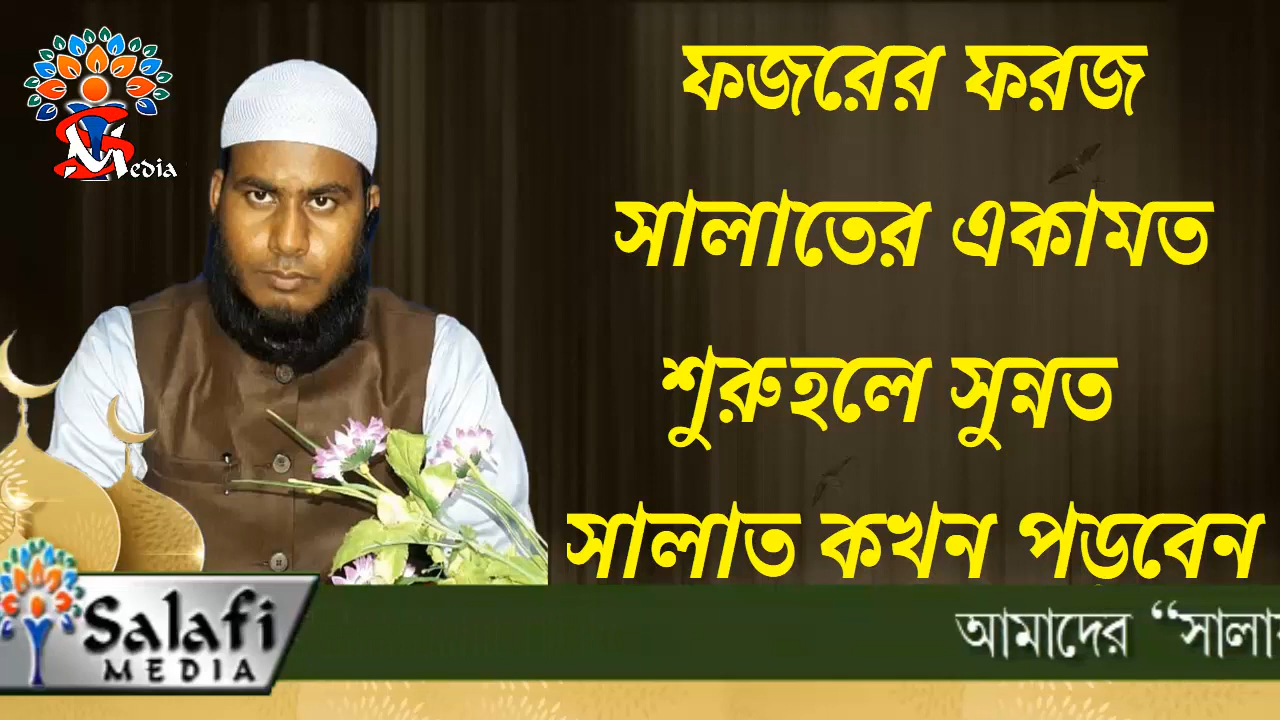 Media
ফজরের ফরজ
সালাতের একামত
শুরুহলে সুন্নত
সালাত কখন পড়বেন
Salafi
MEDIA
আমাদের “সালা